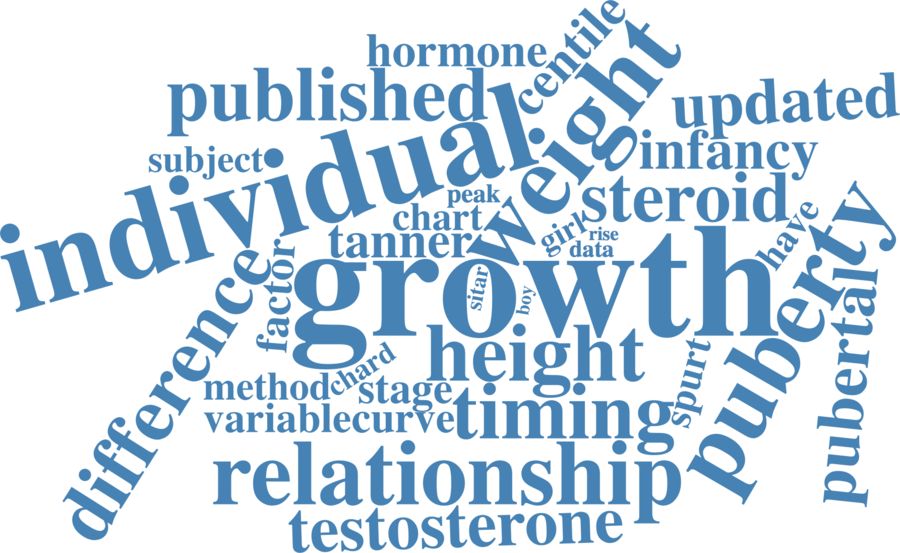 hormone
centile
published
weight
updated
individual
subject
infancy
peak
steroid
chart
girl
rise
have
tanner
data
puberty
factor
growth
sitar
boy
difference
pubertal
height
spurt
chard
method
stage
timing
variable
curve
relationship
testosterone